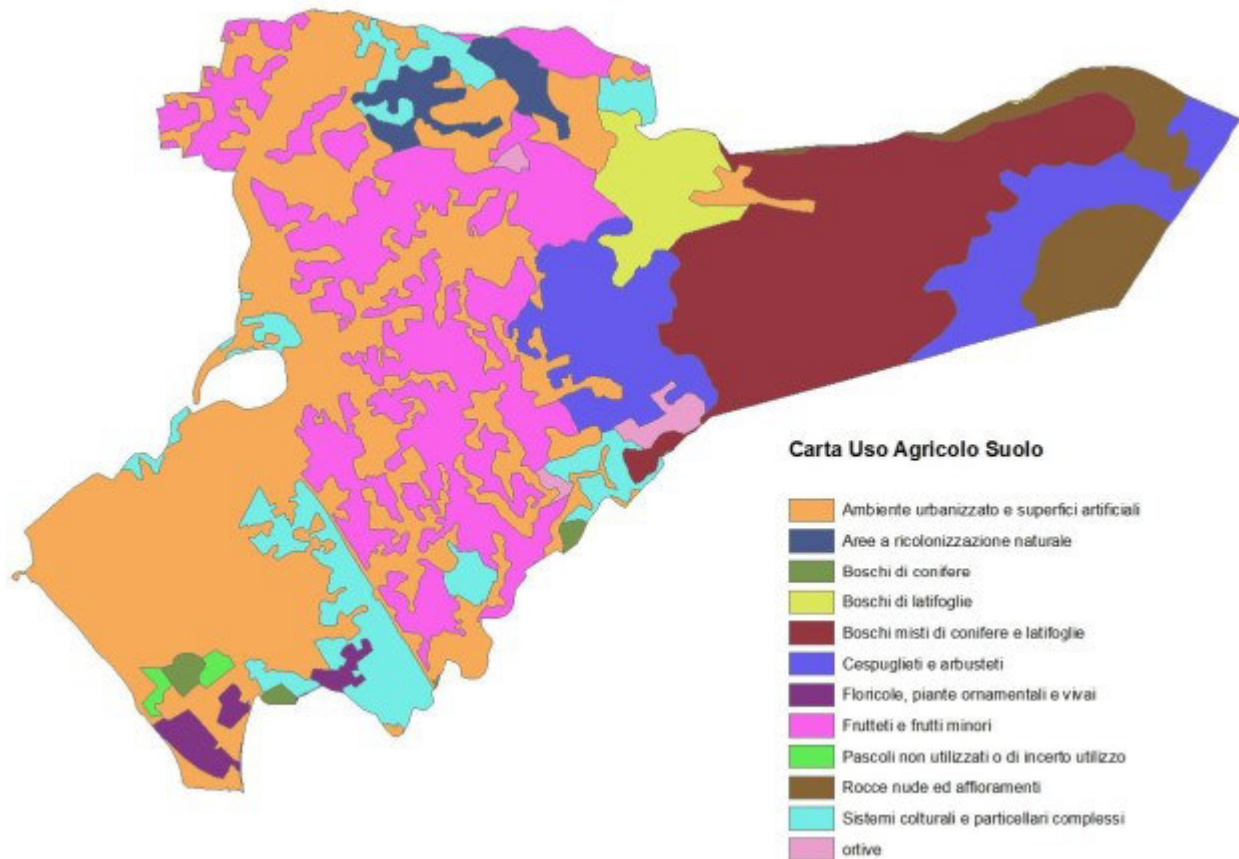 Carta Uso Agricolo Suolo
Ambiente urbanizzato e superfici artificiali
Aree a ricolonizzazione naturale
Boschi di conifere
Boschi di latifoglie
Boschi misti di conifere e latifoglie
Cespuglieti e arbusteti
Floricole, piante ornamentali e vivai
Frutteti e frutti minori
Pascoli non utilizzati o di incerto utilizzo
Rocce nude ed affioramenti
Sistemi colturali e particellari complessi
ortive